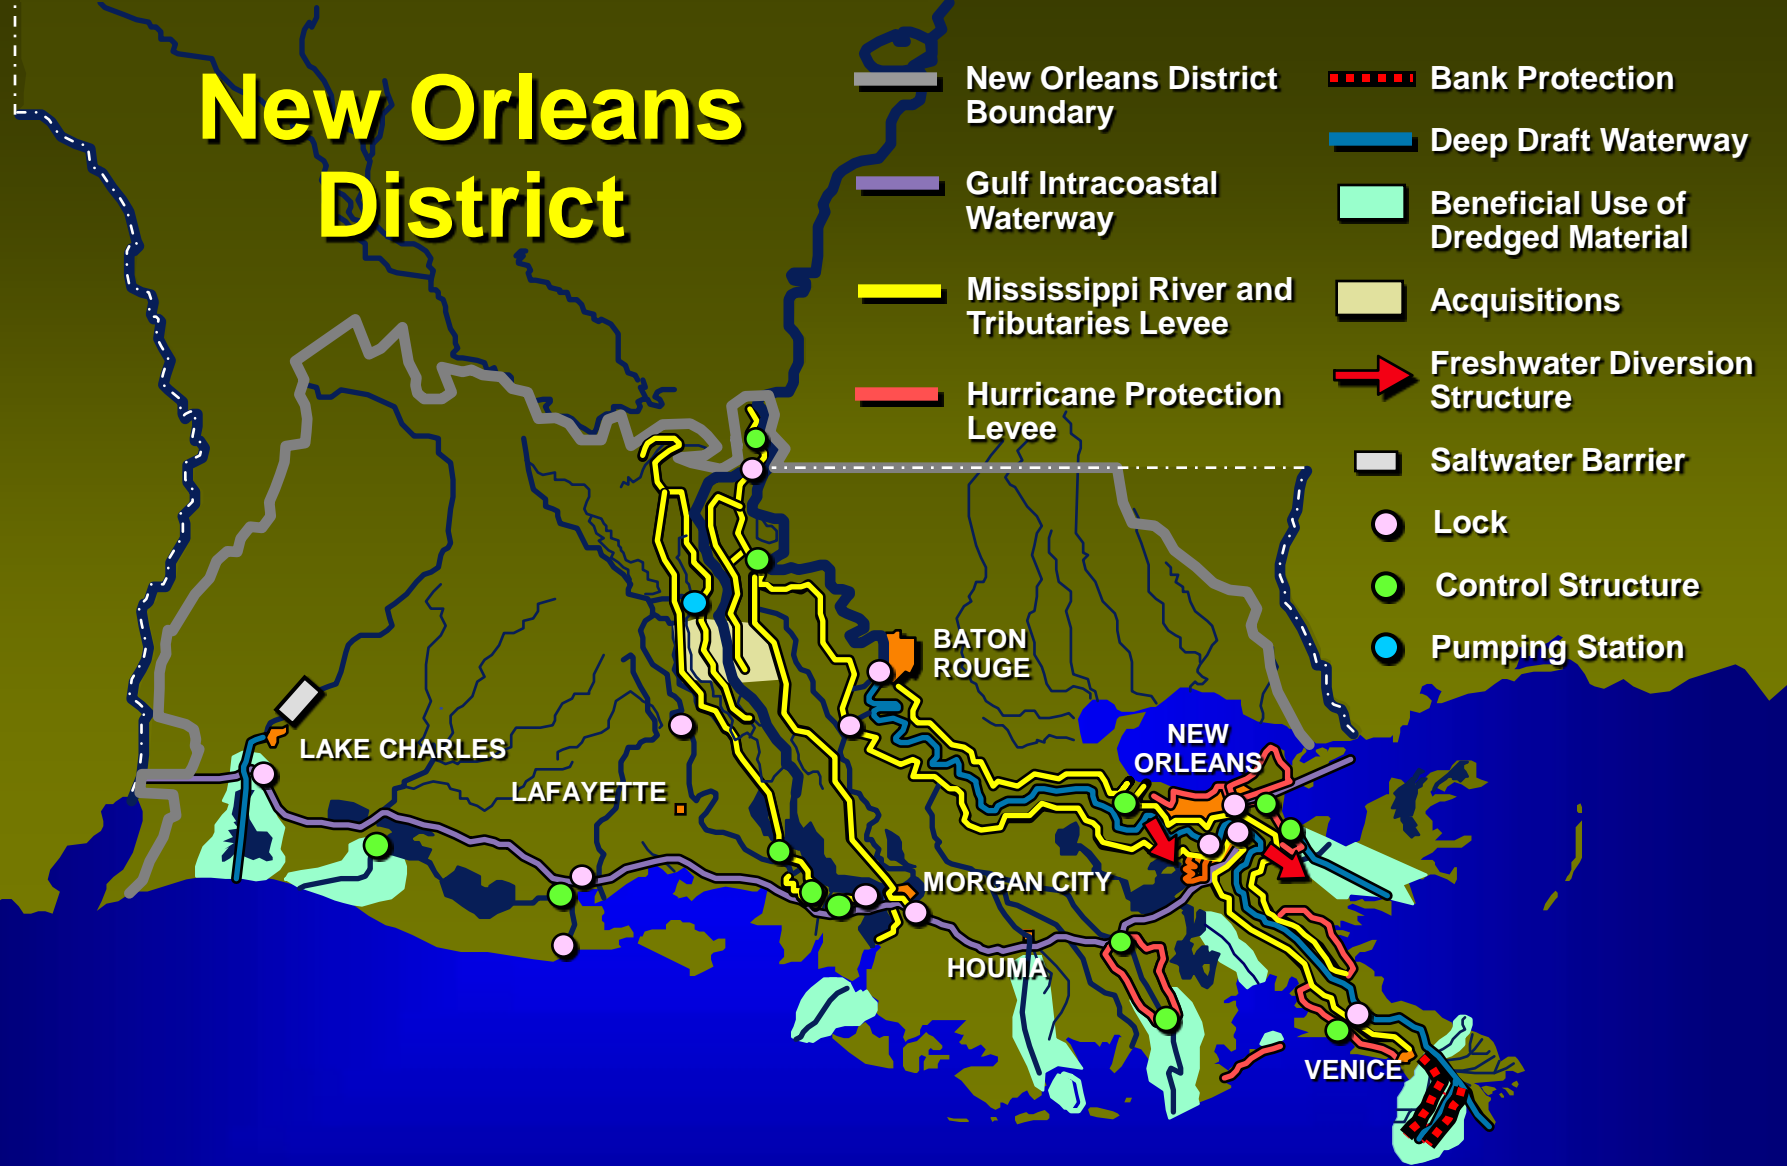 New Orleans
District
New Orleans District
Boundary
Gulf Intracoastal
Waterway
Mississippi River and
Tributaries Levee
Hurricane Protection
Levee
Bank Protection
Deep Draft Waterway
Beneficial Use of
Dredged Material
Acquisitions
Freshwater Diversion
Structure
Saltwater Barrier
Lock
Control Structure
Pumping Station
BATON
ROUGE
NEW
ORLEANS
LAKE CHARLES
LAFAYETTE
MORGAN CITY
HOUMA
VENICE